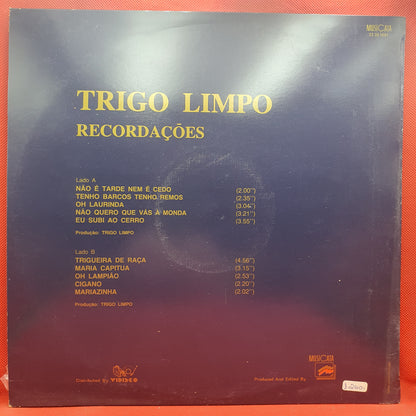 MUSICATA
TRIGO LIMPO
RECORDAÇÕES
Lado A
NÃO É TARDE NEM É CEDO (2.00")
TENHO BARCOS TENHO REMOS (2.35")
OH LAURINDA (3.04")
NÃO QUERO QUE VÁS À MONDA (3.21")
EU SUBI AO CERRO (3.55")
Produção: TRIGO LIMPO
Lado B
TRIGUEIRA DE RAÇA (4.56")
MARIA CAPITUA (3.15")
OH LAMPIÃO (2.53")
CIGANO (2.20")
MARIAZINHA (2.02")
Produção: TRIGO LIMPO
MUSICATA
Distributed By VIDISCO
Produced And Edited By